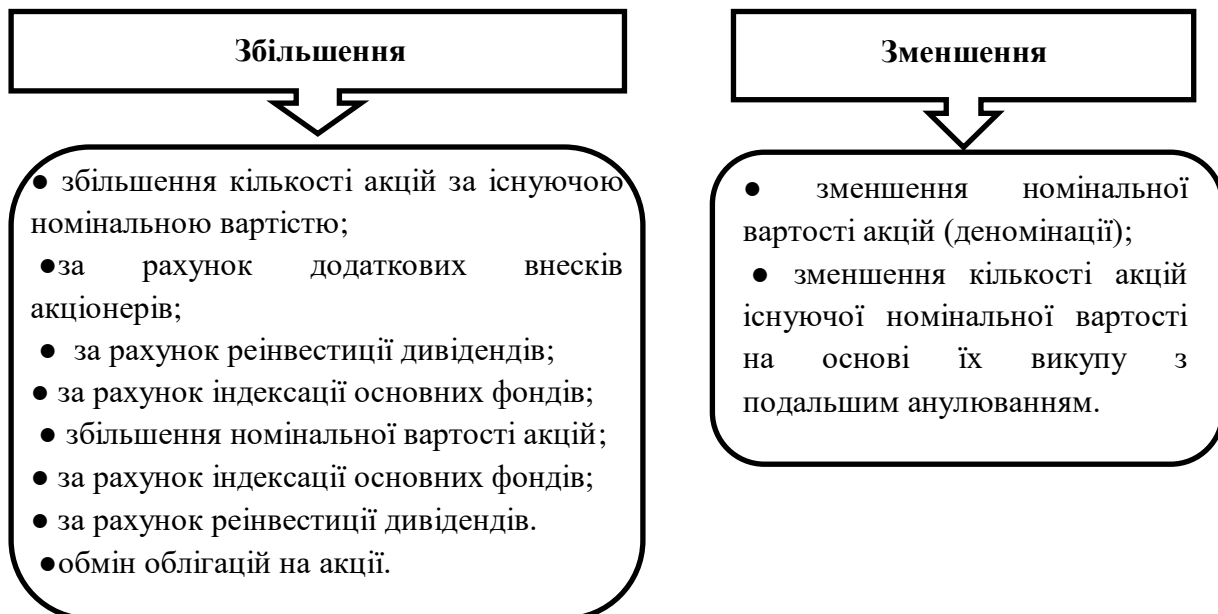 Збільшення
● збільшення кількості акцій за існуючою
номінальною вартістю;
●за рахунок додаткових внесків
акціонерів;
● за рахунок реінвестиції дивідендів;
● за рахунок індексації основних фондів;
● збільшення номінальної вартості акцій;
● за рахунок індексації основних фондів;
● за рахунок реінвестиції дивідендів.
●обмін облігацій на акції.
Зменшення
● зменшення номінальної
вартості акцій (деномінації);
● зменшення кількості акцій
існуючої номінальної вартості
на основі їх викупу з
подальшим анулюванням.